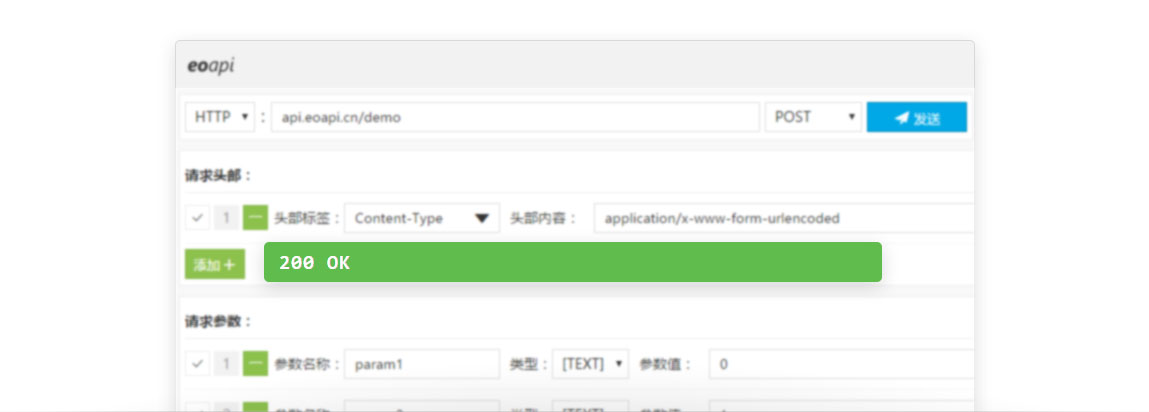 eoapi
HTTP : api.eoapi.cn/demo POST 发送
请求头部：
1 头部标签： Content-Type 头部内容： application/x-www-form-urlencoded
添加+
200 OK
请求参数：
1 参数名称： param1 类型： [TEXT] 参数值： 0